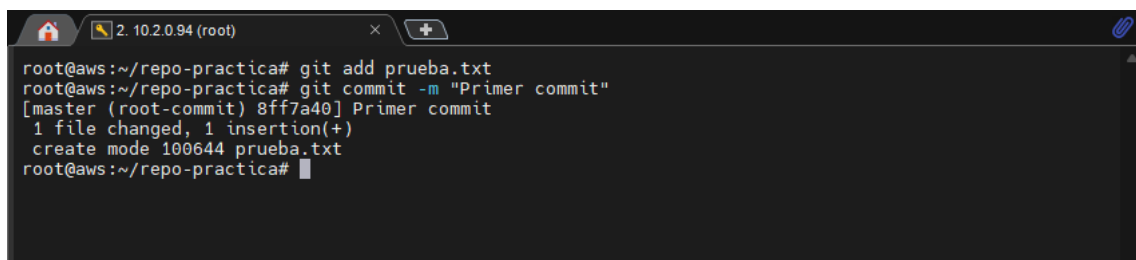 2. 10.2.0.94 (root)
root@aws:~/repo-practica# git add prueba.txt
root@aws:~/repo-practica# git commit -m "Primer commit"
[master (root-commit) 8ff7a40] Primer commit
 1 file changed, 1 insertion(+)
 create mode 100644 prueba.txt
root@aws:~/repo-practica#